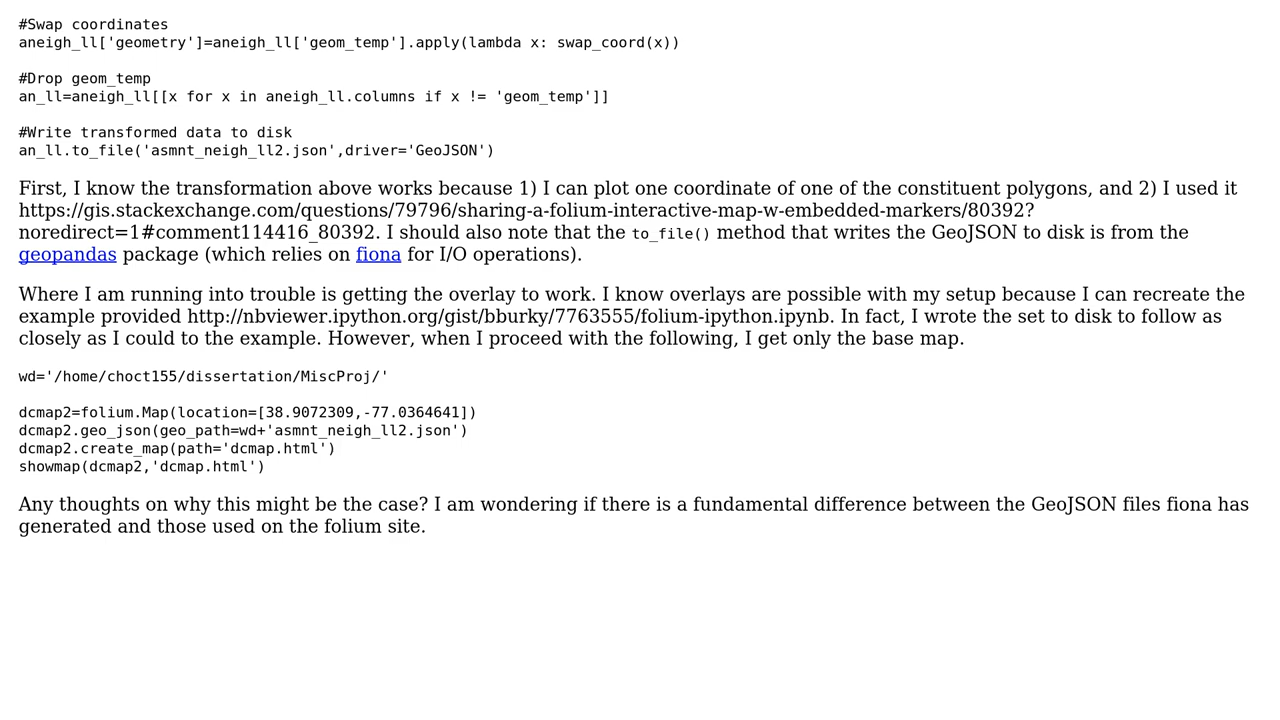 #Swap coordinates
aneigh_ll['geometry']=aneigh_ll['geom_temp'].apply(lambda x: swap_coord(x))
#Drop geom_temp
an_ll=aneigh_ll[[x for x in aneigh_ll.columns if x != 'geom_temp']]
#Write transformed data to disk
an_ll.to_file('asmnt_neigh_ll2.json',driver='GeoJSON')
First, I know the transformation above works because 1) I can plot one coordinate of one of the constituent polygons, and 2) I used it
https://gis.stackexchange.com/questions/79796/sharing-a-folium-interactive-map-w-embedded-markers/80392?
noredirect=1#comment114416_80392. I should also note that the to_file() method that writes the GeoJSON to disk is from the
geopandas package (which relies on fiona for I/O operations).
Where I am running into trouble is getting the overlay to work. I know overlays are possible with my setup because I can recreate the
example provided http://nbviewer.ipython.org/gist/bburky/7763555/folium-ipython.ipynb. In fact, I wrote the set to disk to follow as
closely as I could to the example. However, when I proceed with the following, I get only the base map.
wd='/home/choct155/dissertation/MiscProj/'
dcmap2=folium.Map(location=[38.9072309,-77.0364641])
dcmap2.geo_json(geo_path=wd+'asmnt_neigh_ll2.json')
dcmap2.create_map(path='dcmap.html')
showmap(dcmap2,'dcmap.html')
Any thoughts on why this might be the case? I am wondering if there is a fundamental difference between the GeoJSON files fiona has
generated and those used on the folium site.